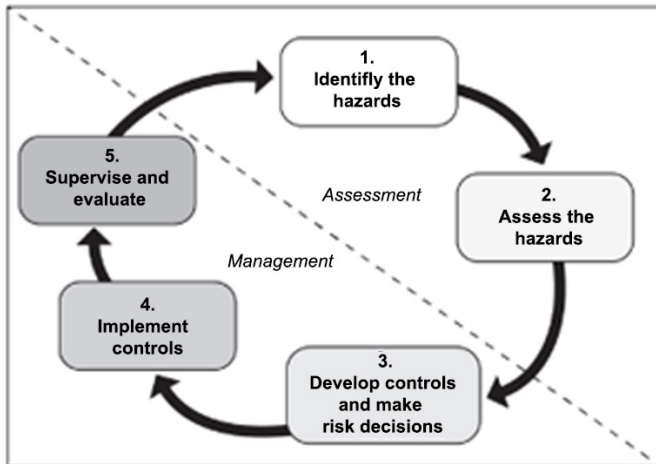 1.
Identifly the
hazards
2.
Assess the
hazards
Assessment
Management
3.
Develop controls
and make
risk decisions
4.
Implement
controls
5.
Supervise and
evaluate